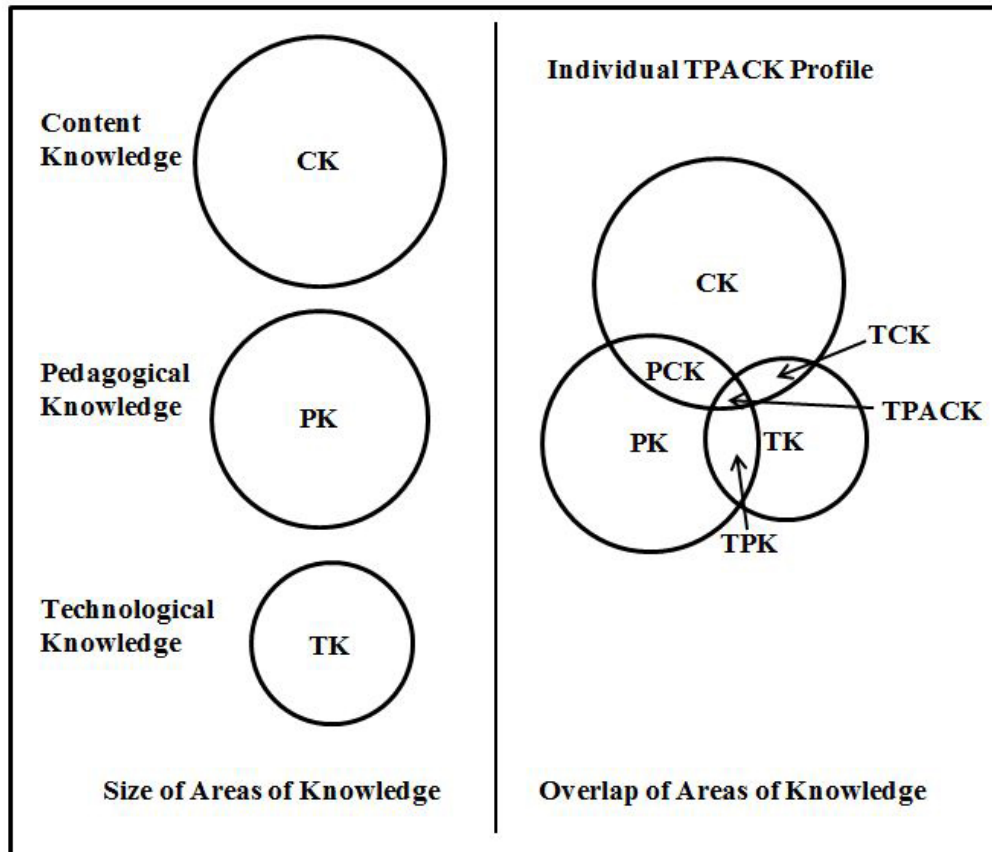 Content
Knowledge
CK
Pedagogical
Knowledge
PK
Technological
Knowledge
TK
Size of Areas of Knowledge
Individual TPACK Profile
CK
TCK
PCK
TPACK
PK
TK
TPK
Overlap of Areas of Knowledge